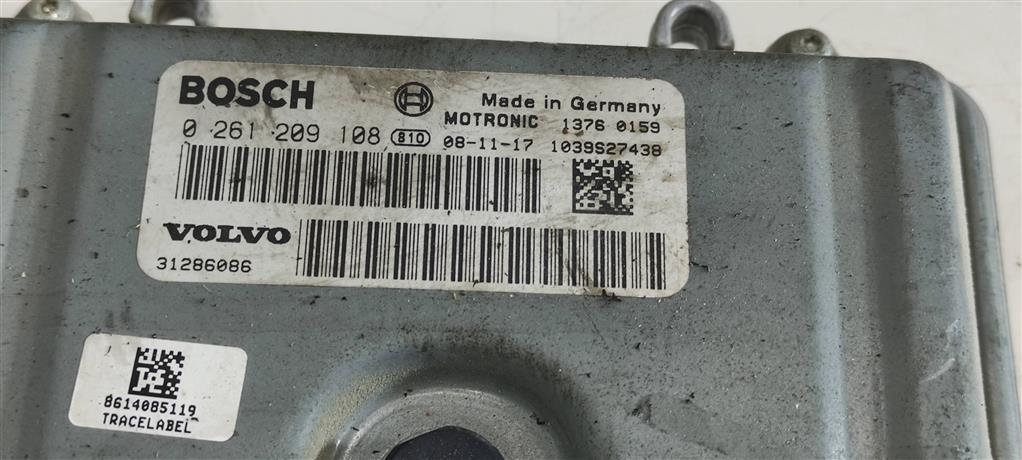 BOSCH
Made in Germany
MOTRONIC 1376 0159
0 261 209 108 810 08-11-17 1039S27438
VOLVO
31286086
8614085119
TRACELABEL